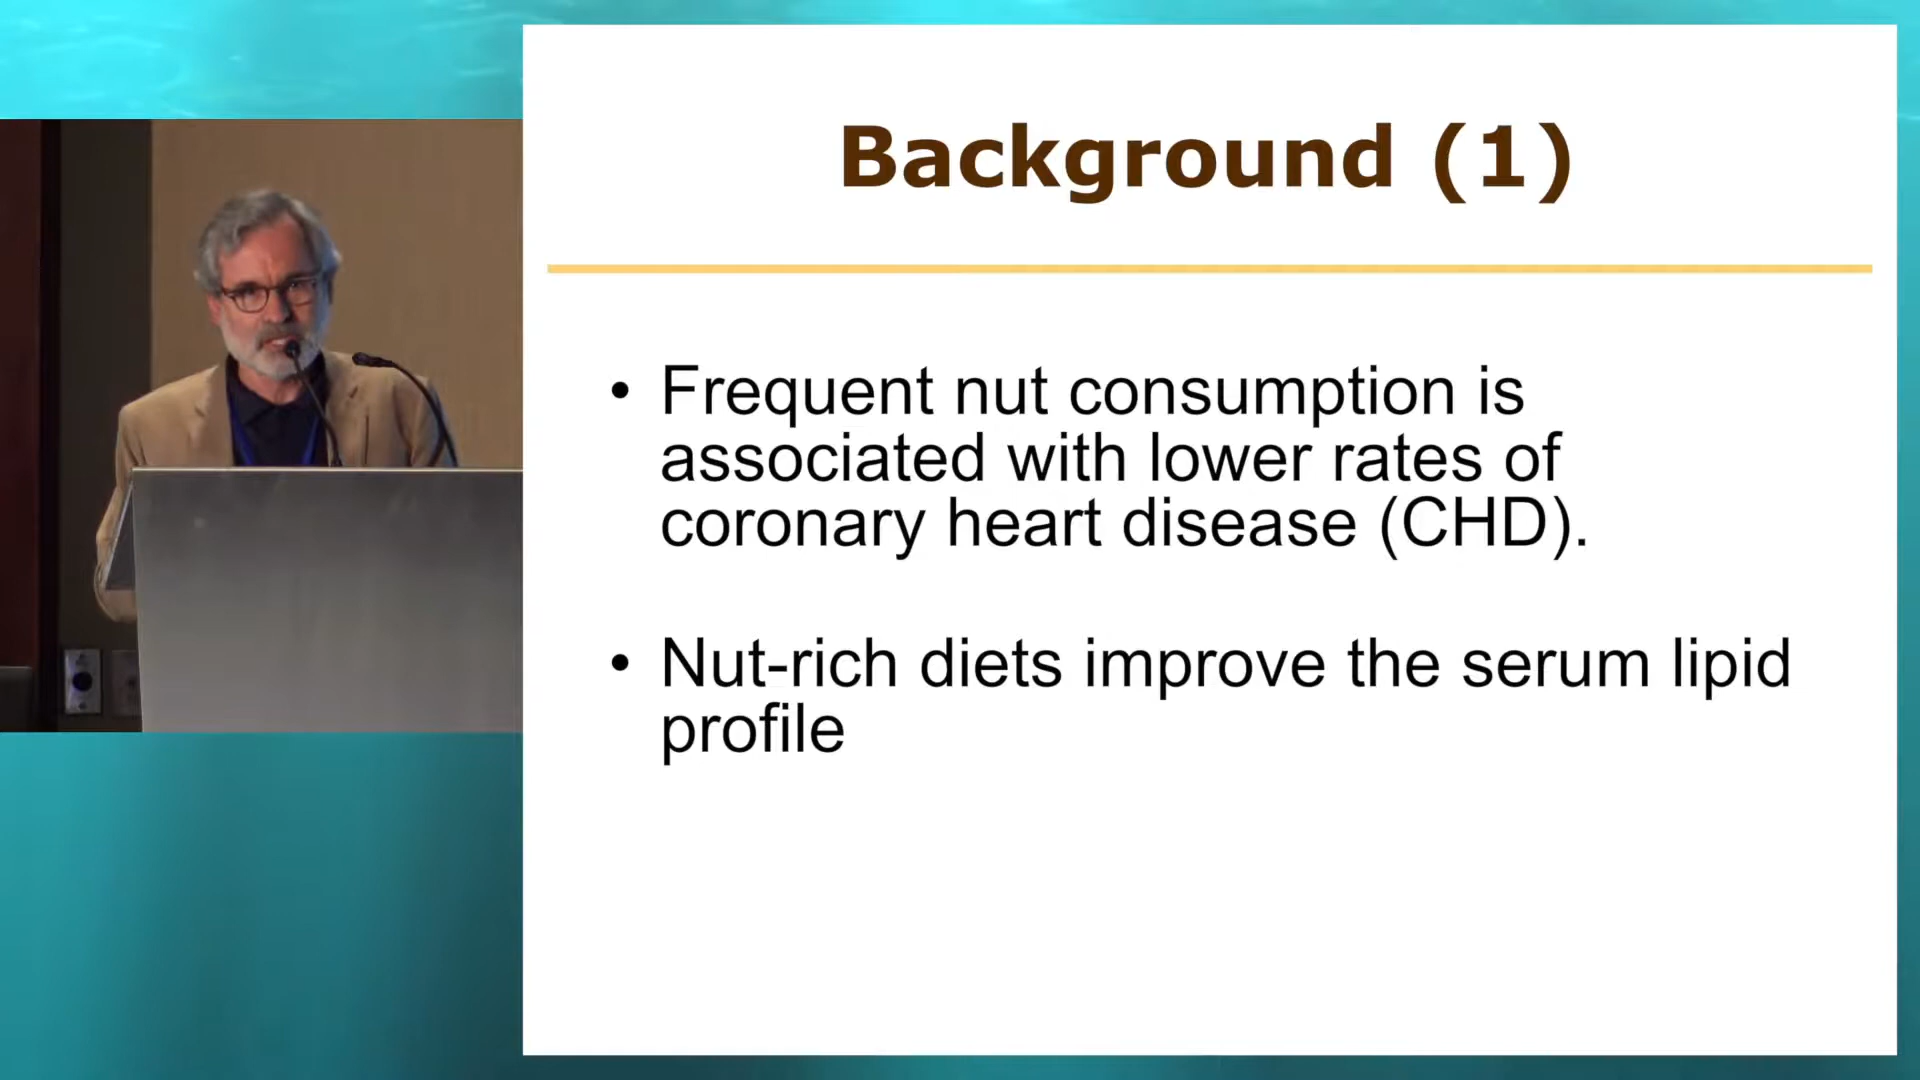 Background (1)
• Frequent nut consumption is
associated with lower rates of
coronary heart disease (CHD).
• Nut-rich diets improve the serum lipid
profile